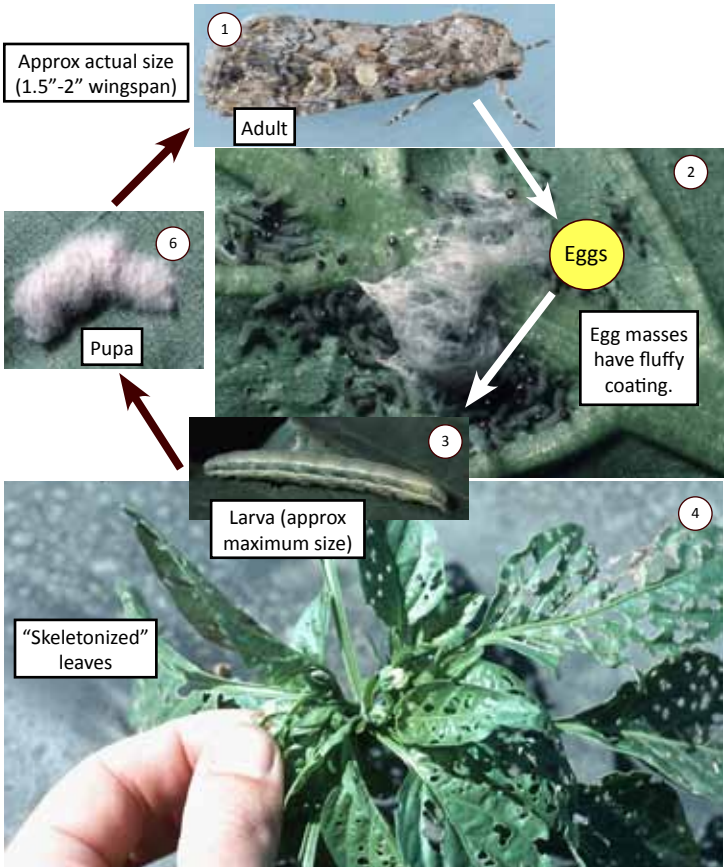 1
Approx actual size
(1.5”-2” wingspan)
Adult
2
Eggs
6
Egg masses
have fluffy
coating.
Pupa
3
Larva (approx
maximum size)
4
“Skeletonized”
leaves